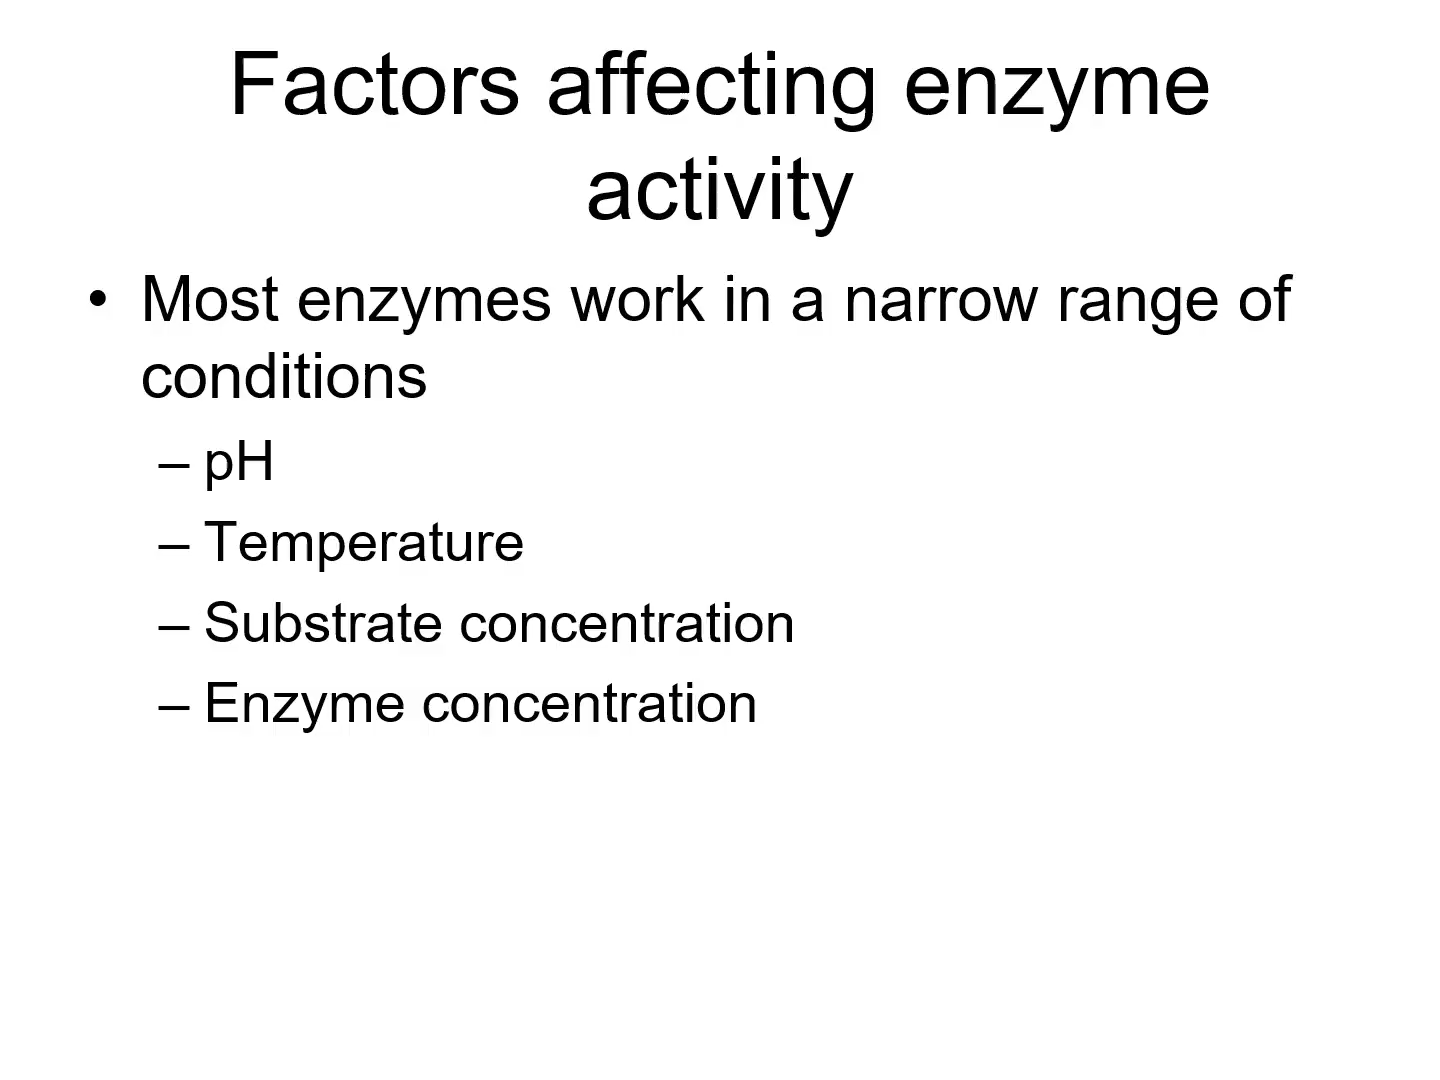 Factors affecting enzyme
activity
• Most enzymes work in a narrow range of
conditions
– pH
– Temperature
– Substrate concentration
– Enzyme concentration